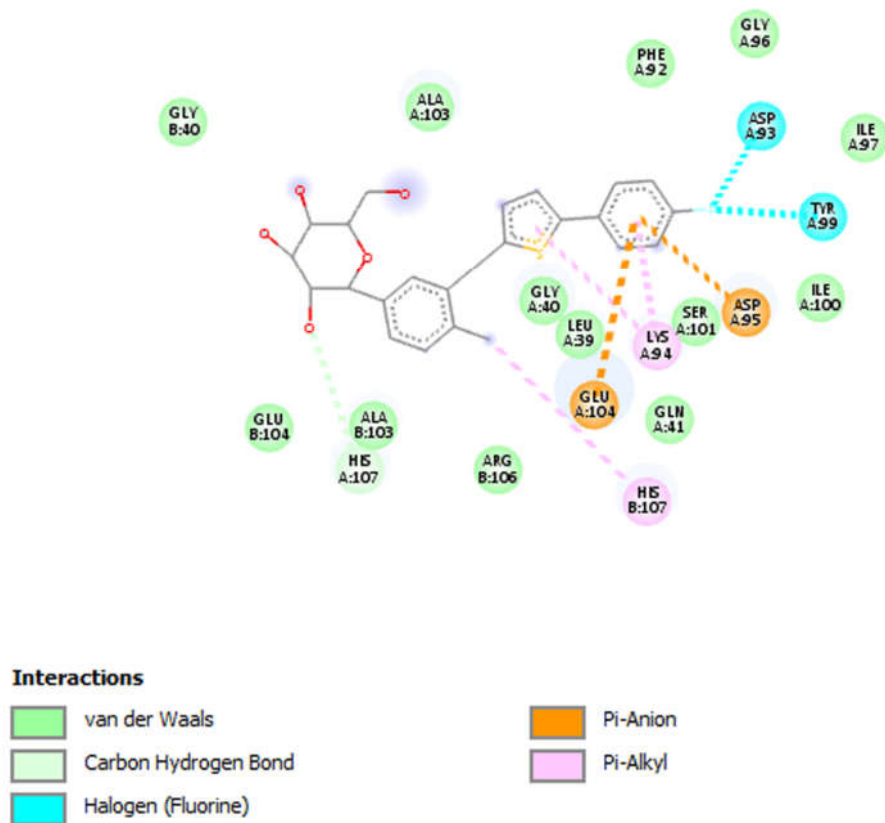 GLY
A:96
PHE
A:92
ALA
A:103
GLY
B:40
ASP
A:93
ILE
A:97
TYR
A:99
O
O
O
O
O
S
GLY
A:40
LEU
A:39
SER
A:101
ASP
A:95
ILE
A:100
LYS
A:94
GLU
A:104
GLN
A:41
GLU
B:104
ALA
B:103
HIS
A:107
ARG
B:106
HIS
B:107
Interactions
van der Waals
Carbon Hydrogen Bond
Halogen (Fluorine)
Pi-Anion
Pi-Alkyl